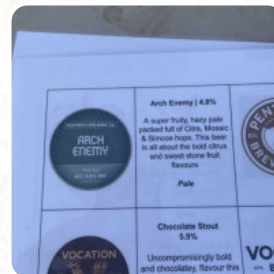 ARCH
ENEMY
Arch Enemy | 4.8%
A super fruity, hazy pale
packed full of Citra, Mosaic
& Simcoe hops. This beer
is all about the bold citrus
and sweet stone fruit
flavours
Pale
VOCATION
Chocolate Stout
5.9%
Uncompromisingly bold
and chocolatey, flavour this